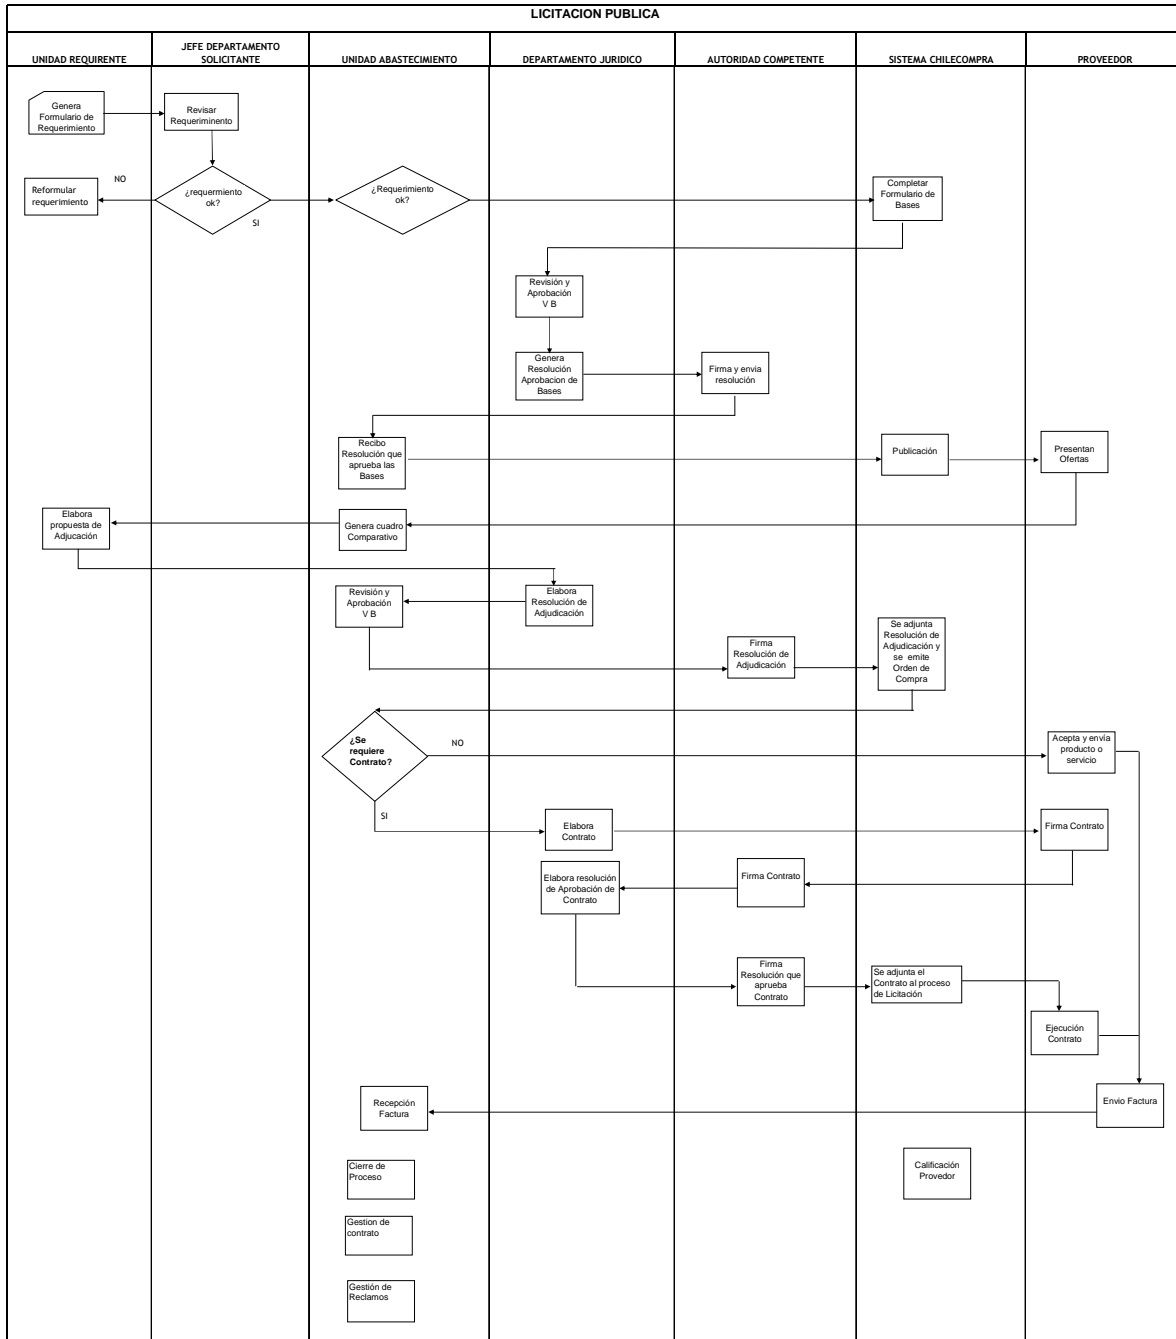 LICITACION PUBLICA
UNIDAD REQUIRENTE
JEFE DEPARTAMENTO
SOLICITANTE
UNIDAD ABASTECIMIENTO
DEPARTAMENTO JURIDICO
AUTORIDAD COMPETENTE
SISTEMA CHILECOMPRA
PROVEEDOR
Genera
Formulario de
Requerimiento
Revisar
Requeriminento
Reformular
requerimiento
NO
¿requermiento
ok?
SI
¿Requerimiento
ok?
Completar
Formulario de
Bases
Revisión y
Aprobación
V B
Genera
Resolución
Aprobacion de
Bases
Firma y envia
resolución
Recibo
Resolución que
aprueba las
Bases
Publicación
Presentan
Ofertas
Elabora
propuesta de
Adjucación
Genera cuadro
Comparativo
Revisión y
Aprobación
V B
Elabora
Resolución de
Adjudicación
Firma
Resolución de
Adjudicación
Se adjunta
Resolución de
Adjudicación y
se emite
Orden de
Compra
¿Se
requiere
Contrato?
NO
Acepta y envía
producto o
servicio
SI
Elabora
Contrato
Firma Contrato
Elabora resolución
de Aprobación de
Contrato
Firma Contrato
Firma
Resolución que
aprueba
Contrato
Se adjunta el
Contrato al proceso
de Licitación
Ejecución
Contrato
Recepción
Factura
Envio Factura
Cierre de
Proceso
Calificación
Provedor
Gestion de
contrato
Gestión de
Reclamos